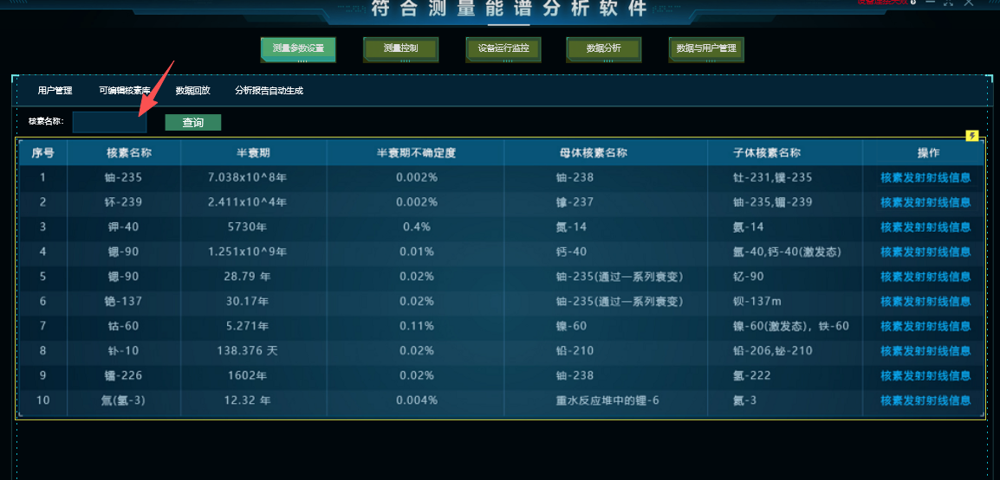 符合测量能谱分析软件
测量参数设置 测量控制 设备运行监控 数据分析 数据与用户管理
用户管理 可编辑核素库 数据回放 分析报告自动生成
核素名称: 查询
序号 核素名称 半衰期 半衰期不确定度 母体核素名称 子体核素名称 操作
1 铀-235 7.038x10^8年 0.002% 铀-238 钍-231,镤-235 核素发射射线信息
2 钚-239 2.411x10^4年 0.002% 镎-237 铀-235,镅-239 核素发射射线信息
3 钾-40 5730年 0.4% 氮-14 氨-14 核素发射射线信息
4 锶-90 1.251x10^9年 0.01% 钙-40 氩-40,钙-40(激发态) 核素发射射线信息
5 锶-90 28.79 年 0.02% 铀-235(通过一系列衰变) 钇-90 核素发射射线信息
6 铯-137 30.17年 0.02% 铀-235(通过一系列衰变) 钡-137m 核素发射射线信息
7 钴-60 5.271年 0.11% 镍-60 镍-60(激发态), 铁-60 核素发射射线信息
8 钋-10 138.376 天 0.02% 铅-210 铅-206,铋-210 核素发射射线信息
9 镭-226 1602年 0.02% 铀-238 氡-222 核素发射射线信息
10 氚(氢-3) 12.32 年 0.004% 重水反应堆中的锂-6 氦-3 核素发射射线信息